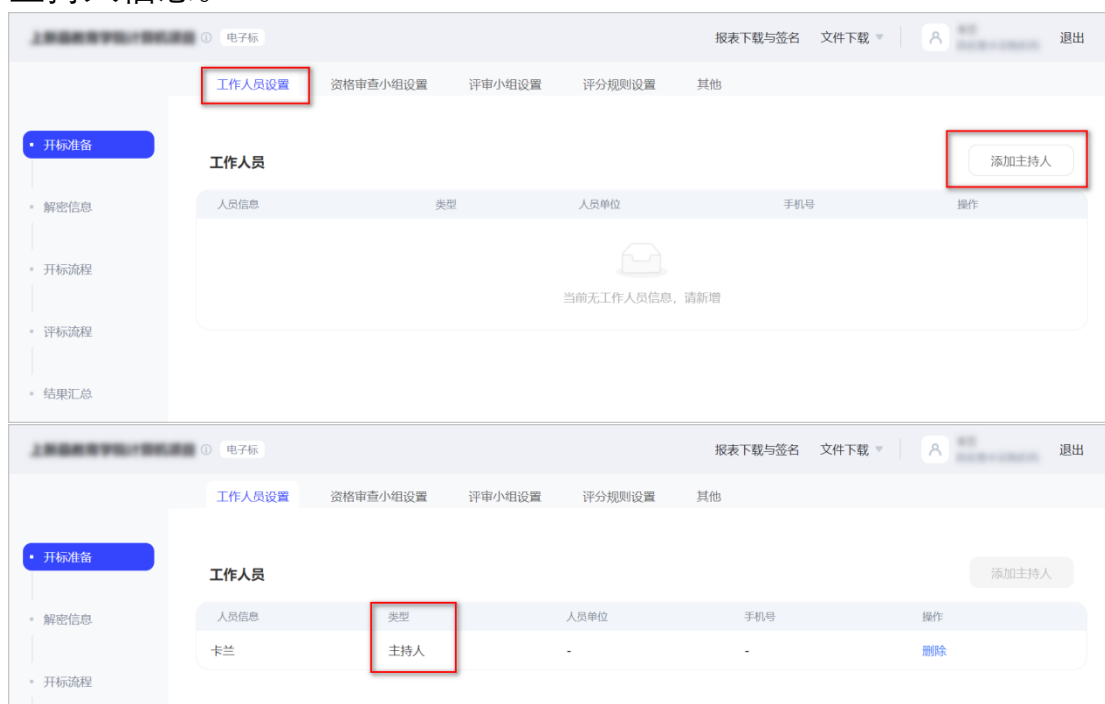 电子标 报表下载与签名 文件下载 退出
工作人员设置 资格审查小组设置 评审小组设置 评分规则设置 其他
开标准备
工作人员 添加主持人
人员信息 类型 人员单位 手机号 操作
解密信息
开标流程
当前无工作人员信息，请新增
评标流程
结果汇总
电子标 报表下载与签名 文件下载 退出
工作人员设置 资格审查小组设置 评审小组设置 评分规则设置 其他
开标准备
工作人员 添加主持人
人员信息 类型 人员单位 手机号 操作
解密信息
卡兰 主持人 - - 删除
开标流程